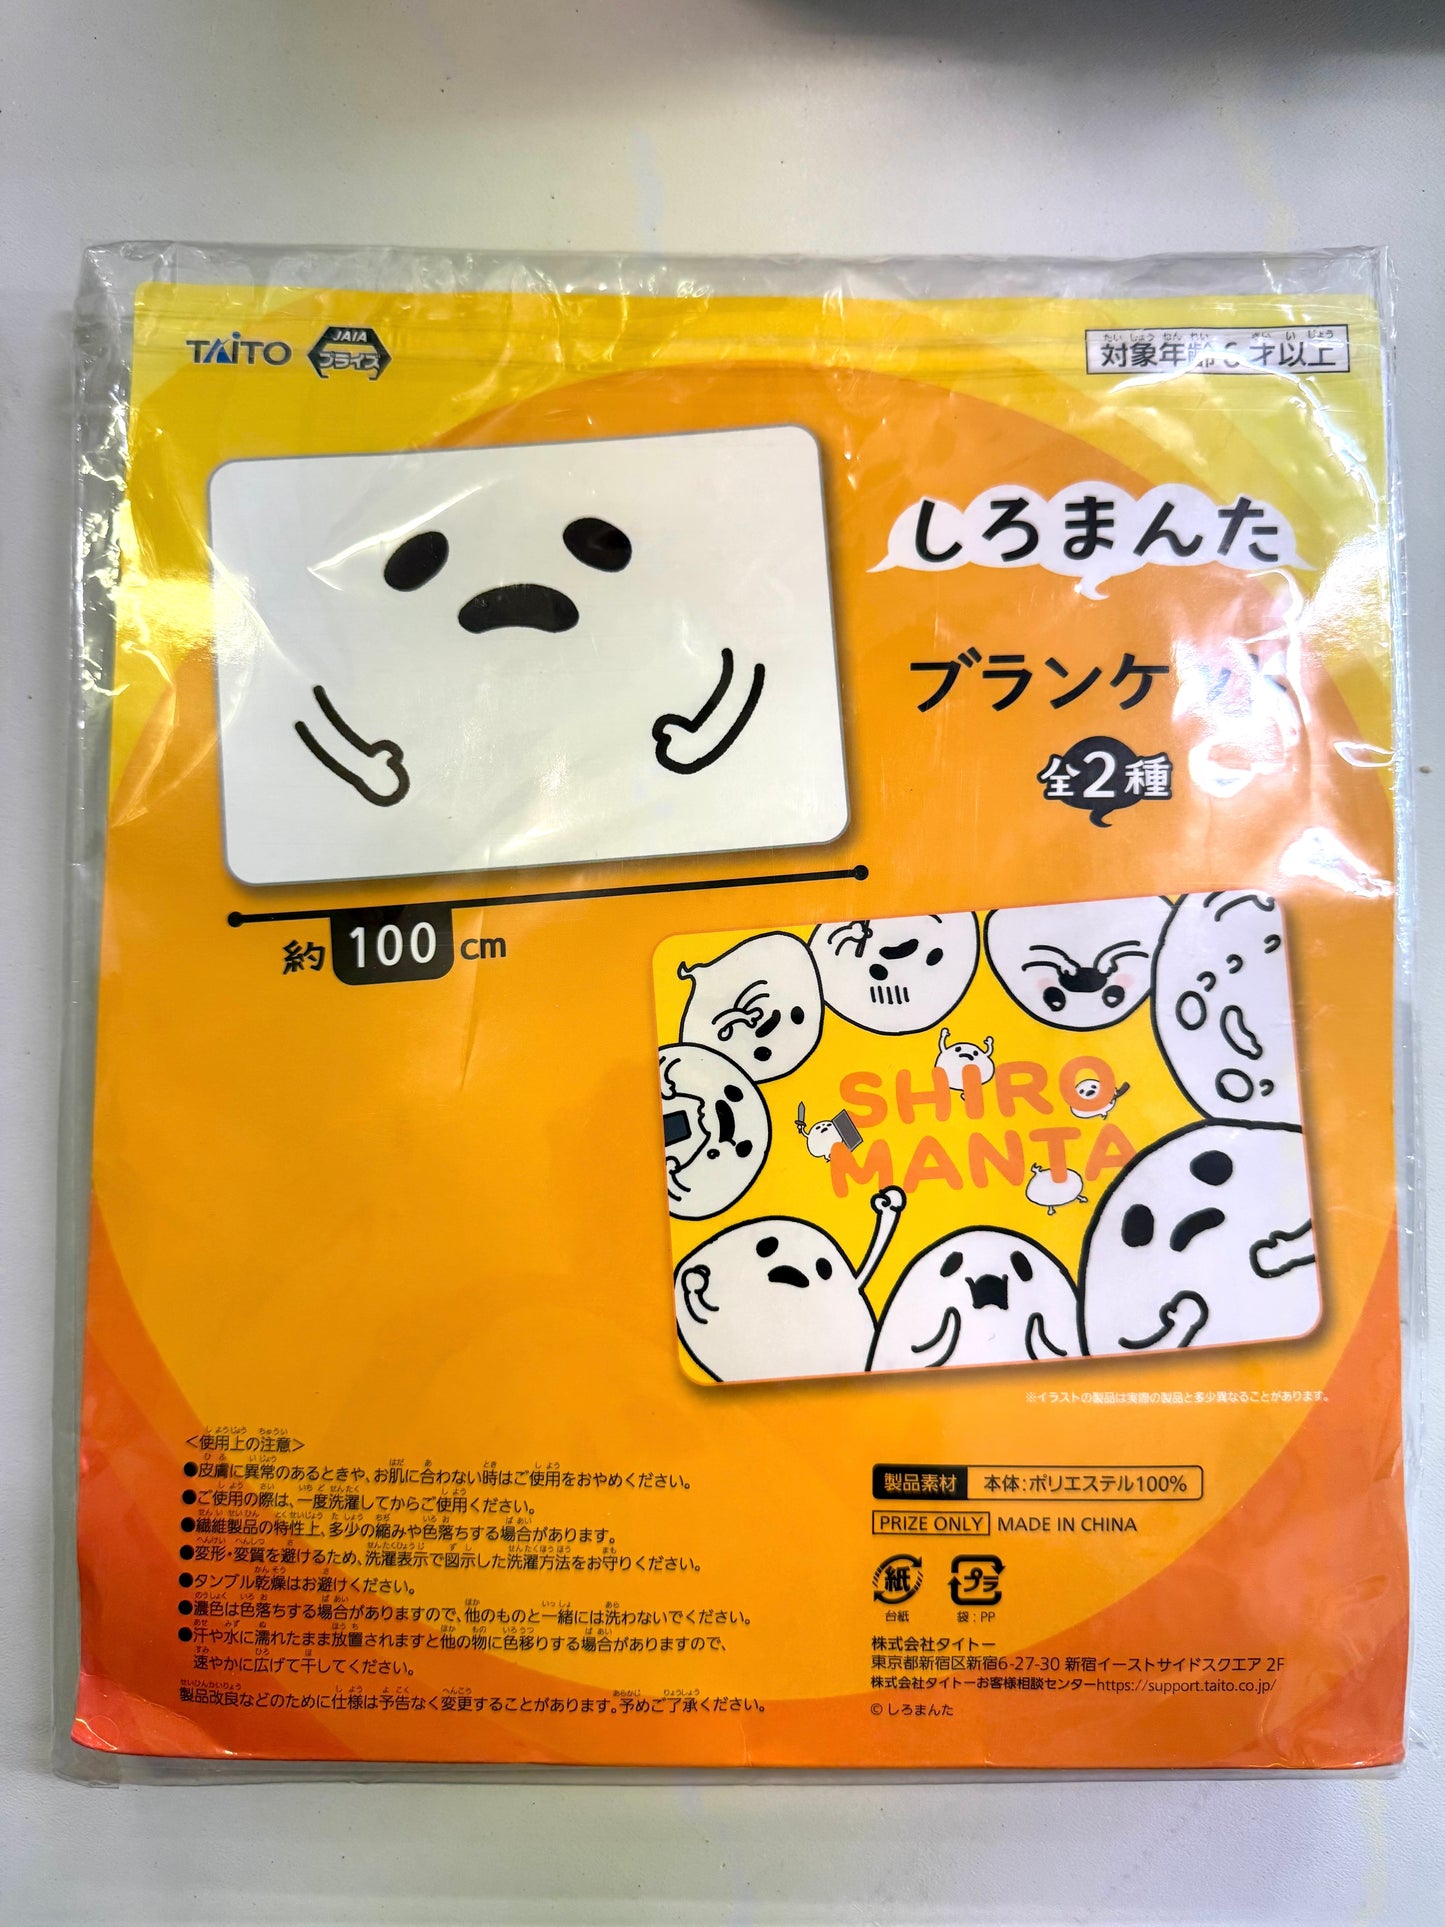 TAITO
JAIA
プライズ
対象年齢6才以上
しろまんた
ブランケット
全2種
約100cm
SHIRO
MANTA
※イラストの製品は実際の製品と多少異なることがあります。
<使用上の注意>
●皮膚に異常のあるときや、お肌に合わない時はご使用をおやめください。
●ご使用の際は、一度洗濯してからご使用ください。
●繊維製品の特性上、多少の縮みや色落ちする場合があります。
●変形・変質を避けるため、洗濯表示で図示した洗濯方法をお守りください。
●タンブル乾燥はお避けください。
●濃色は色落ちする場合がありますので、他のものと一緒には洗わないでください。
●汗や水に濡れたまま放置されますと他の物に色移りする場合がありますので、
速やかに広げて干してください。
製品改良などのために仕様は予告なく変更することがあります。予めご了承ください。
製品素材 本体:ポリエステル100%
PRIZE ONLY MADE IN CHINA
紙 プラ
台紙 袋:PP
株式会社タイトー
東京都新宿区新宿6-27-30 新宿イーストサイドスクエア 2F
株式会社タイトーお客様相談センターhttps://support.taito.co.jp/
© しろまんた